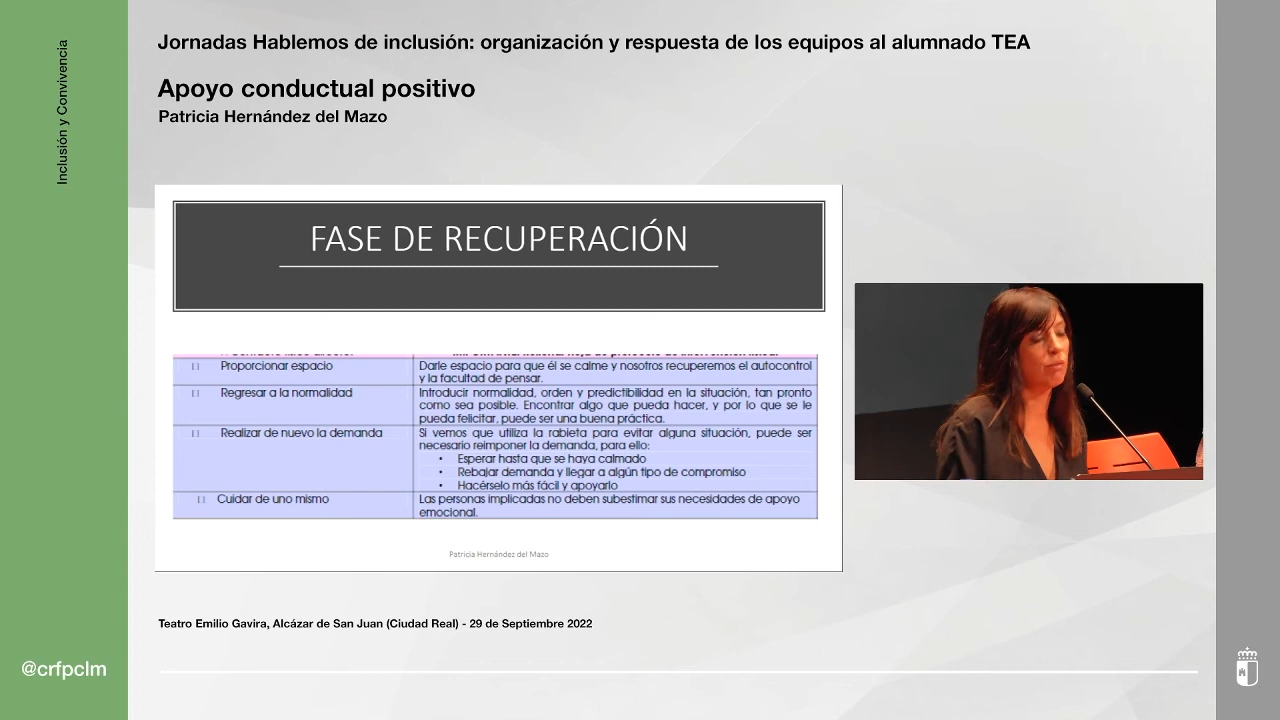 Inclusión y Convivencia
Jornadas Hablemos de inclusión: organización y respuesta de los equipos al alumnado TEA
Apoyo conductual positivo
Patricia Hernández del Mazo
FASE DE RECUPERACIÓN
Proporcionar espacio
Darle espacio para que él se calme y nosotros recuperemos el autocontrol
y la facultad de pensar.
Regresar a la normalidad
Introducir normalidad, orden y predictibilidad en la situación, tan pronto
como sea posible. Encontrar algo que pueda hacer, y por lo que se le
pueda felicitar, puede ser una buena práctica.
Realizar de nuevo la demanda
Si vemos que utiliza la rabieta para evitar alguna situación, puede ser
necesario reimponer la demanda, para ello:
• Esperar hasta que se haya calmado
• Rebajar demanda y llegar a algún tipo de compromiso
• Hacérselo más fácil y apoyarlo
Cuidar de uno mismo
Las personas implicadas no deben subestimar sus necesidades de apoyo
emocional.
Patricia Hernández del Mazo
Teatro Emilio Gavira, Alcázar de San Juan (Ciudad Real) - 29 de Septiembre 2022
@crfpclm